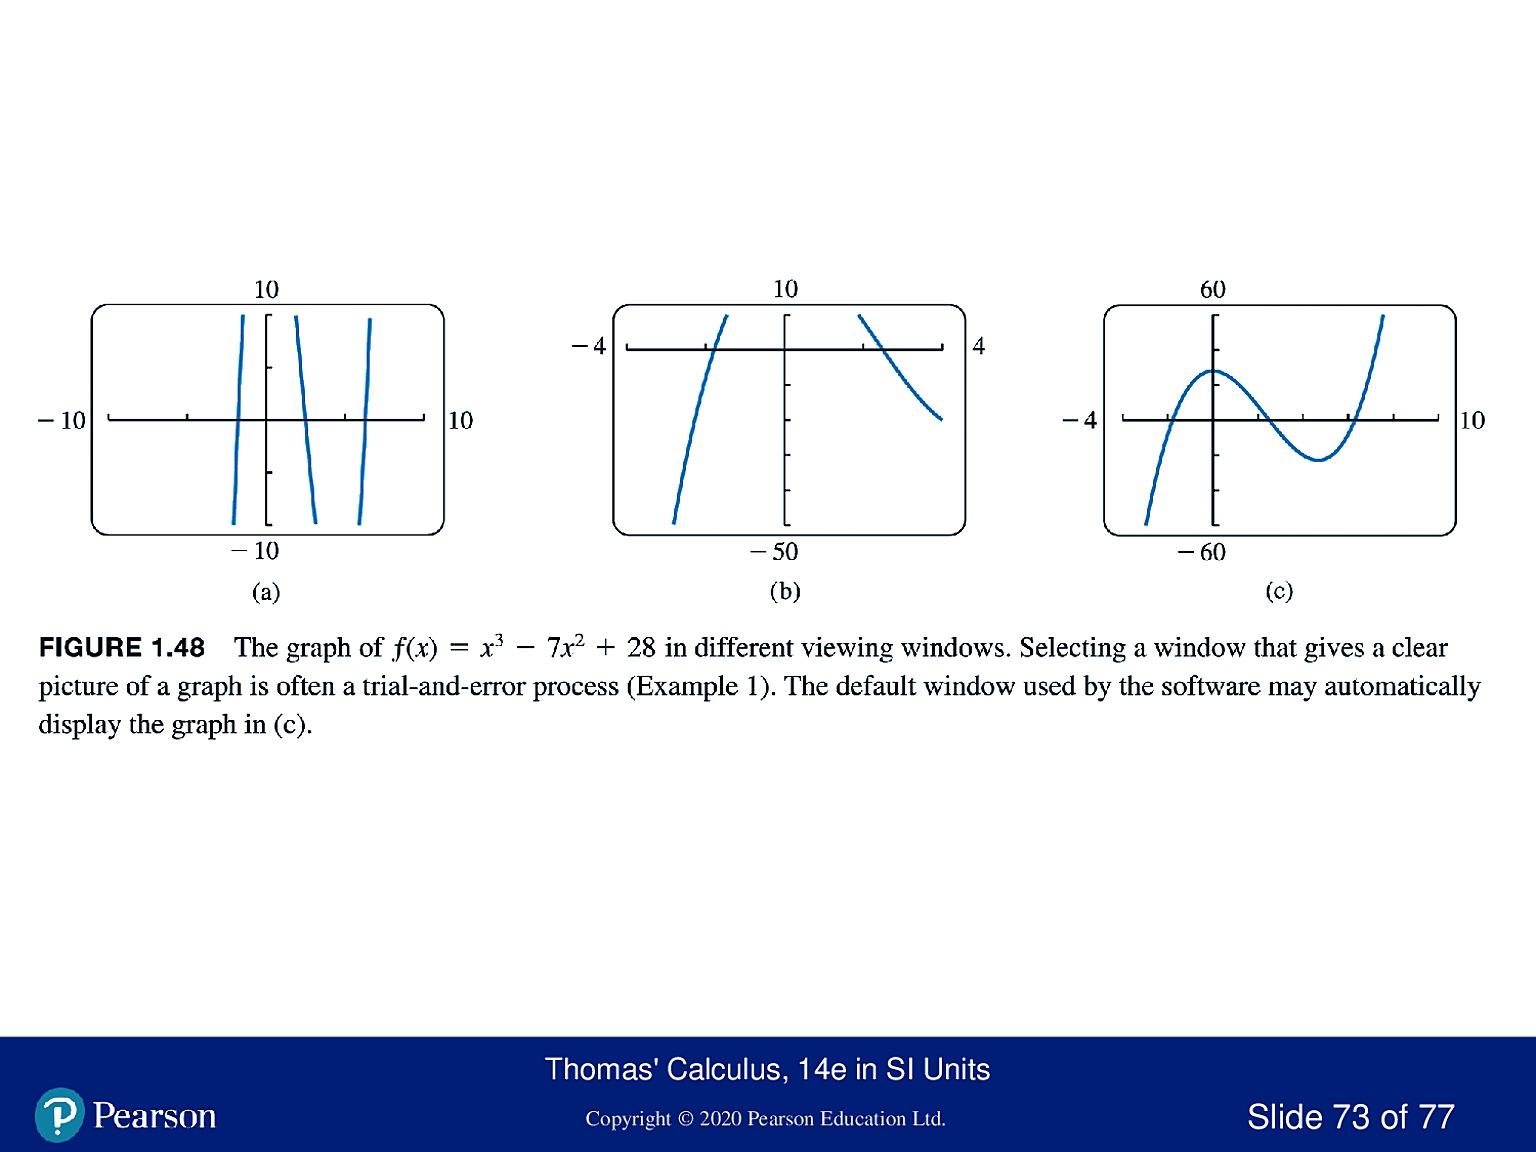 10
10
60
−4
4
−10
10
−4
10
−10
−50
−60
(a)
(b)
(c)
FIGURE 1.48 The graph of f(x) = x³ − 7x² + 28 in different viewing windows. Selecting a window that gives a clear
picture of a graph is often a trial-and-error process (Example 1). The default window used by the software may automatically
display the graph in (c).
Thomas' Calculus, 14e in SI Units
P Pearson
Copyright © 2020 Pearson Education Ltd.
Slide 73 of 77